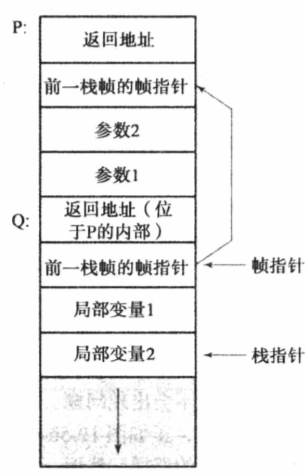 P:
返回地址
前一栈帧的帧指针
参数2
参数1
Q:
返回地址（位
于P的内部）
前一栈帧的帧指针
帧指针
局部变量1
局部变量2
栈指针